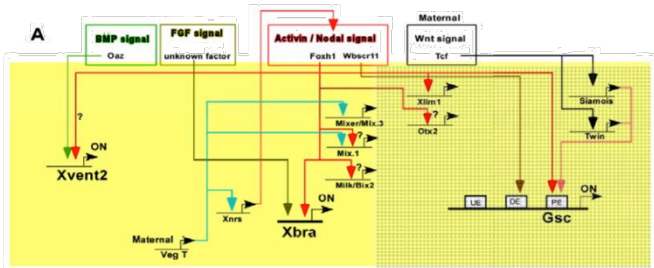 Maternal
A
BMP signal
FGF signal
Activin / Nodal signal
Wnt signal
Oaz
unknown factor
Foxh1 Wbscr11
Tcf
Xlim1
Siamois
?
?
Mixer/Mix.3
Otx2
Twin
ON
?
Mix.1
Xvent2
?
Milk/Bix2
ON
ON
UE
DE
PE
Xnrs
Gsc
Xbra
Maternal
Veg T